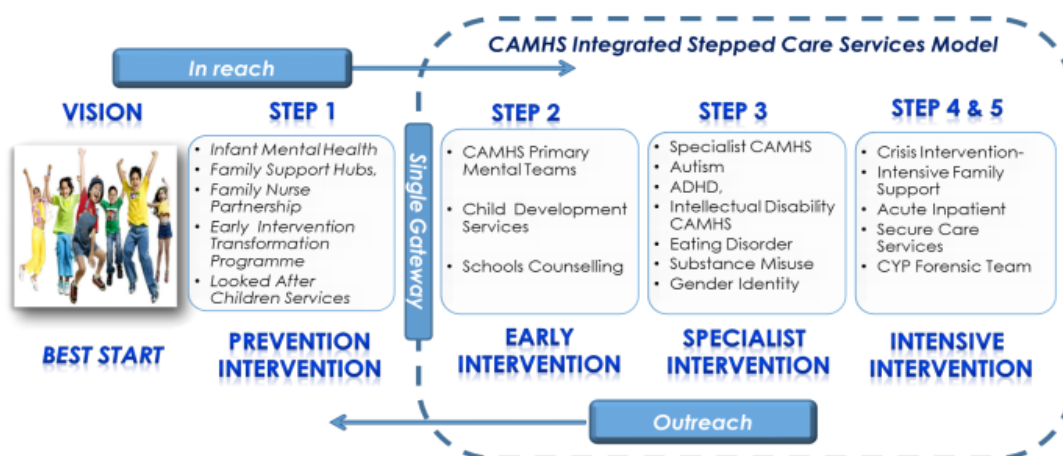 CAMHS Integrated Stepped Care Services Model
In reach
VISION
STEP 1
STEP 2
STEP 3
STEP 4 & 5
• Infant Mental Health
• Family Support Hubs,
• Family Nurse
Partnership
• Early Intervention
Transformation
Programme
• Looked After
Children Services
Single Gateway
• CAMHS Primary
Mental Teams
• Child Development
Services
• Schools Counselling
• Specialist CAMHS
• Autism
• ADHD,
• Intellectual Disability
CAMHS
• Eating Disorder
• Substance Misuse
• Gender Identity
• Crisis Intervention-
• Intensive Family
Support
• Acute Inpatient
• Secure Care
Services
• CYP Forensic Team
BEST START
PREVENTION
INTERVENTION
EARLY
INTERVENTION
SPECIALIST
INTERVENTION
INTENSIVE
INTERVENTION
Outreach